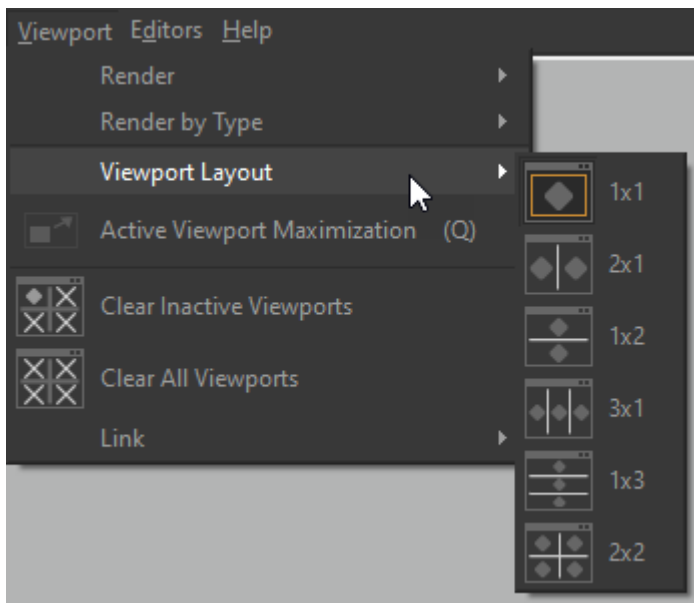 Viewport Editors Help
Render
Render by Type
Viewport Layout
Active Viewport Maximization (Q)
Clear Inactive Viewports
Clear All Viewports
Link
1x1
2x1
1x2
3x1
1x3
2x2